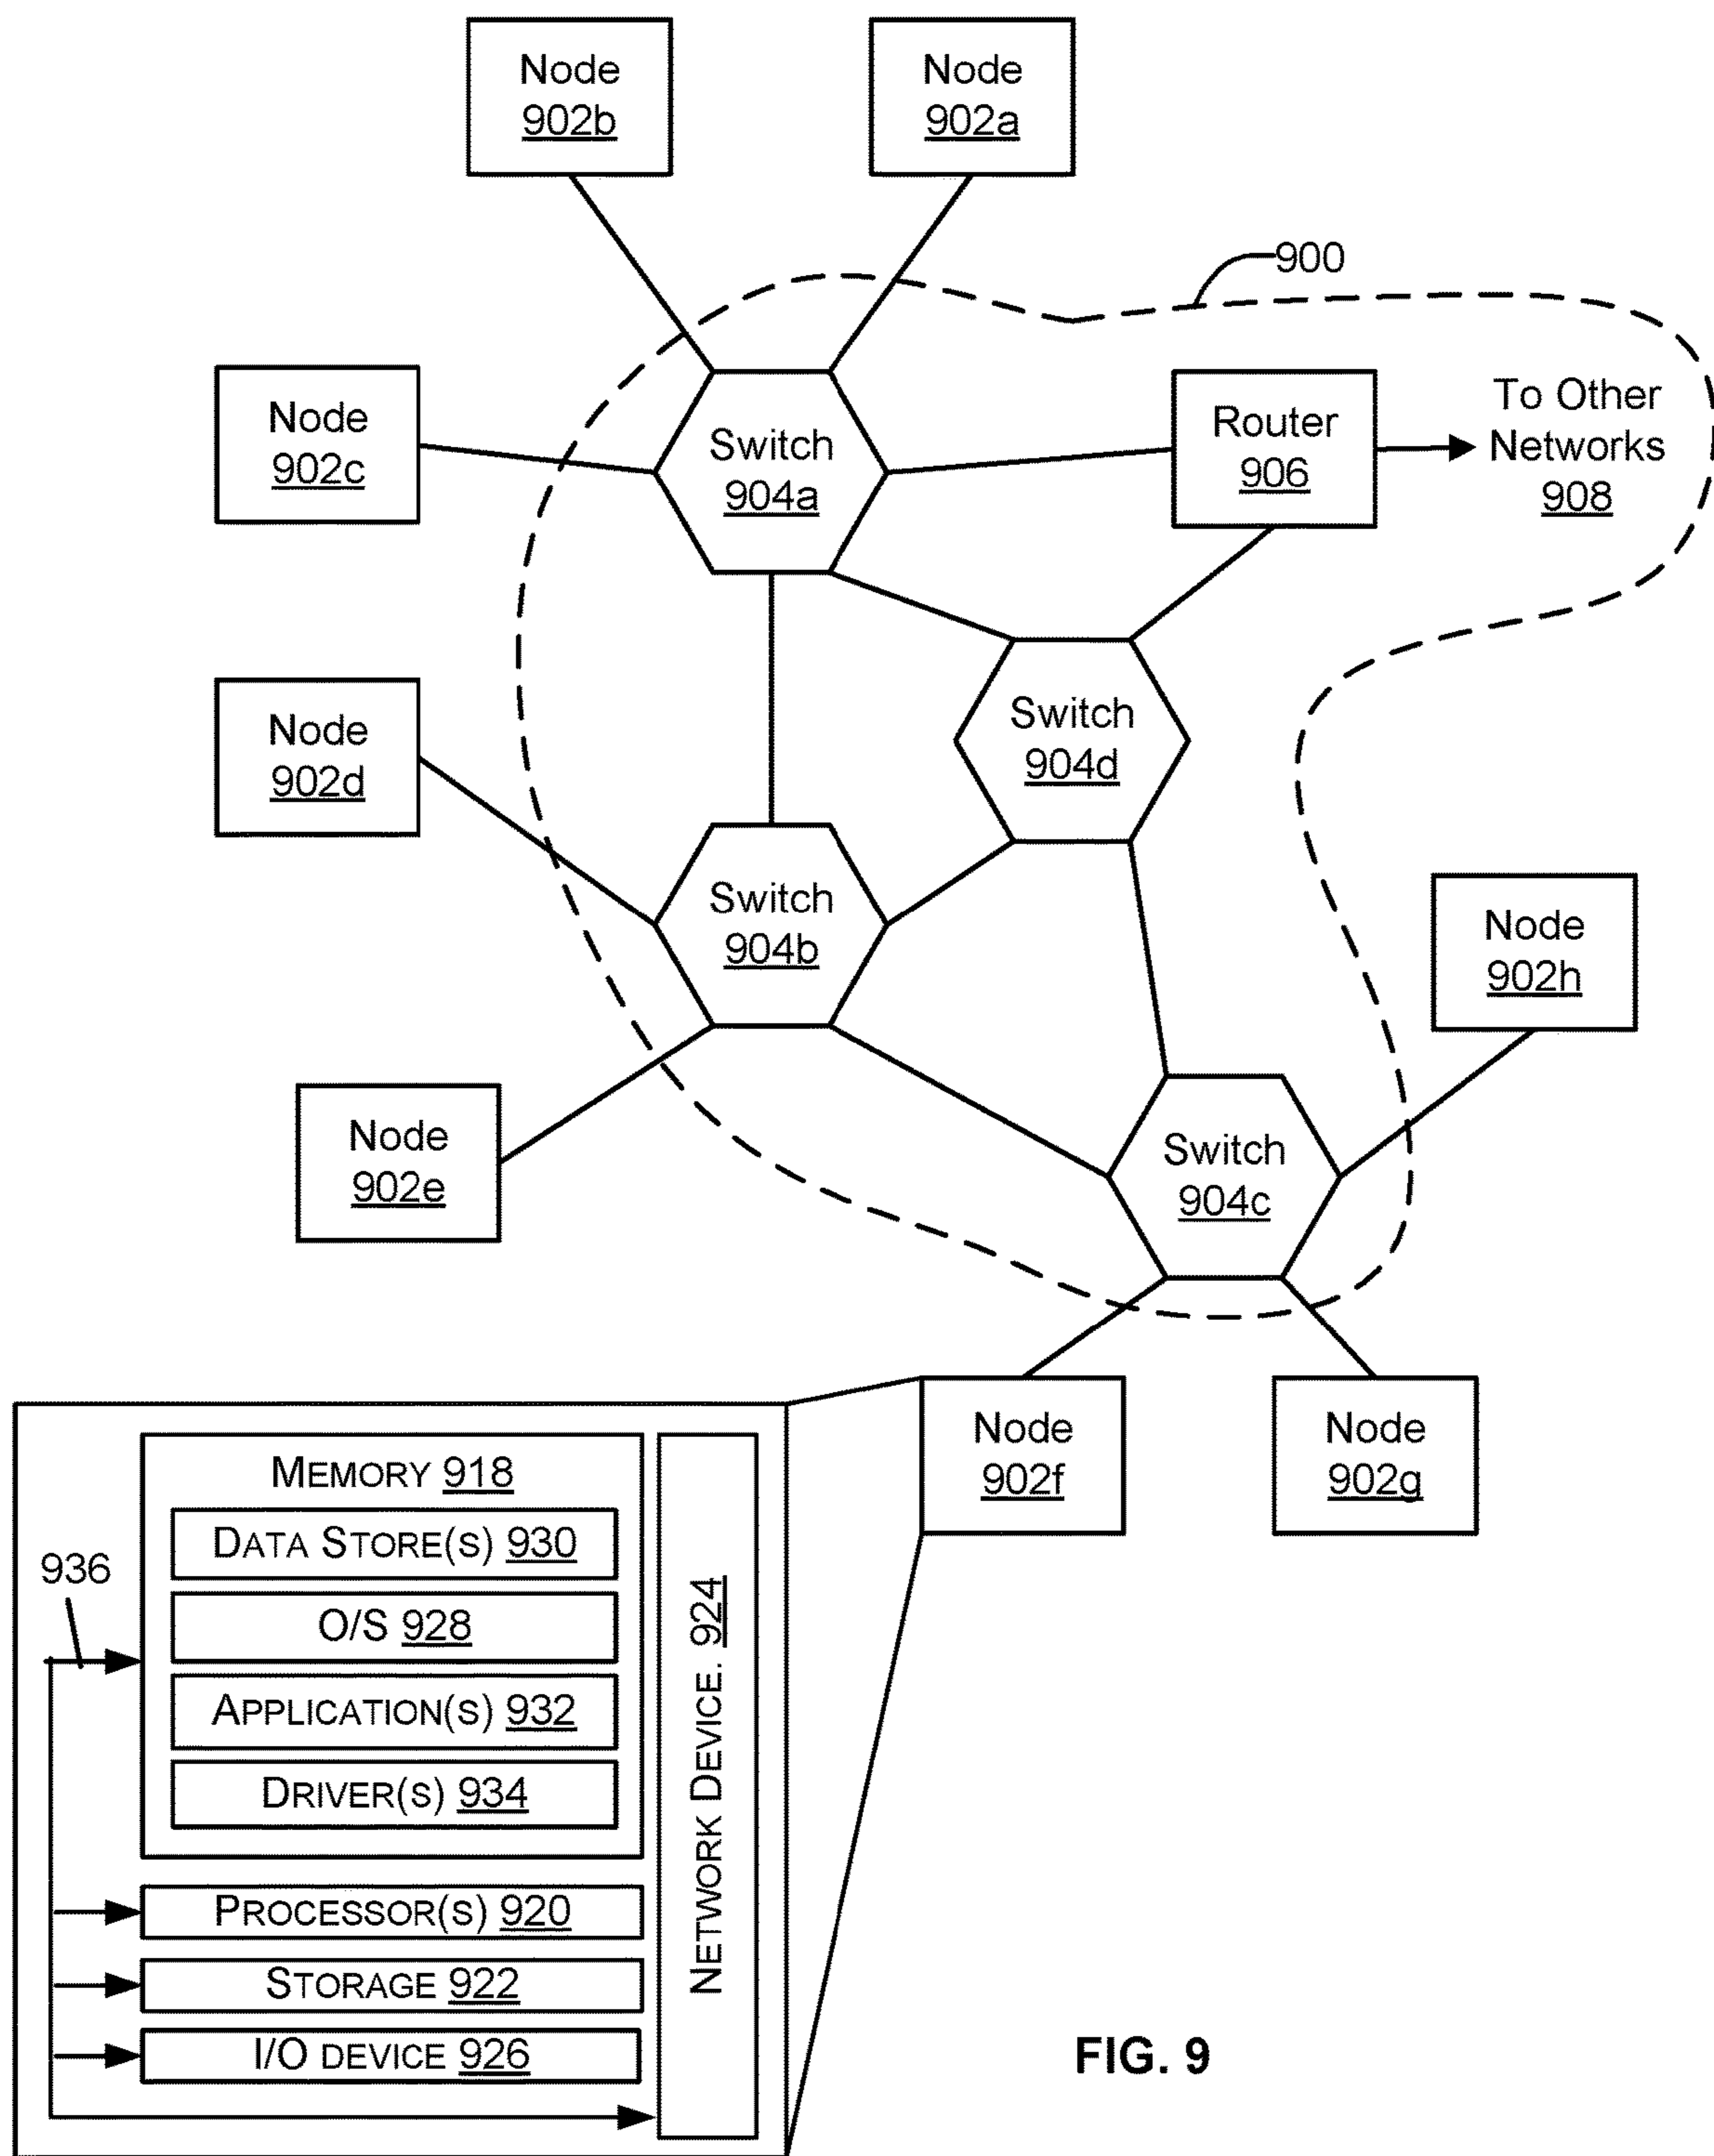 Node
902b
Node
902a
900
Node
902c
Switch
904a
Router
906
To Other
Networks
908
Node
902d
Switch
904d
Switch
904b
Node
902h
Node
902e
Switch
904c
Node
902f
Node
902g
MEMORY 918
DATA STORE(S) 930
936
O/S 928
APPLICATION(S) 932
DRIVER(S) 934
NETWORK DEVICE. 924
PROCESSOR(S) 920
STORAGE 922
I/O DEVICE 926
FIG. 9